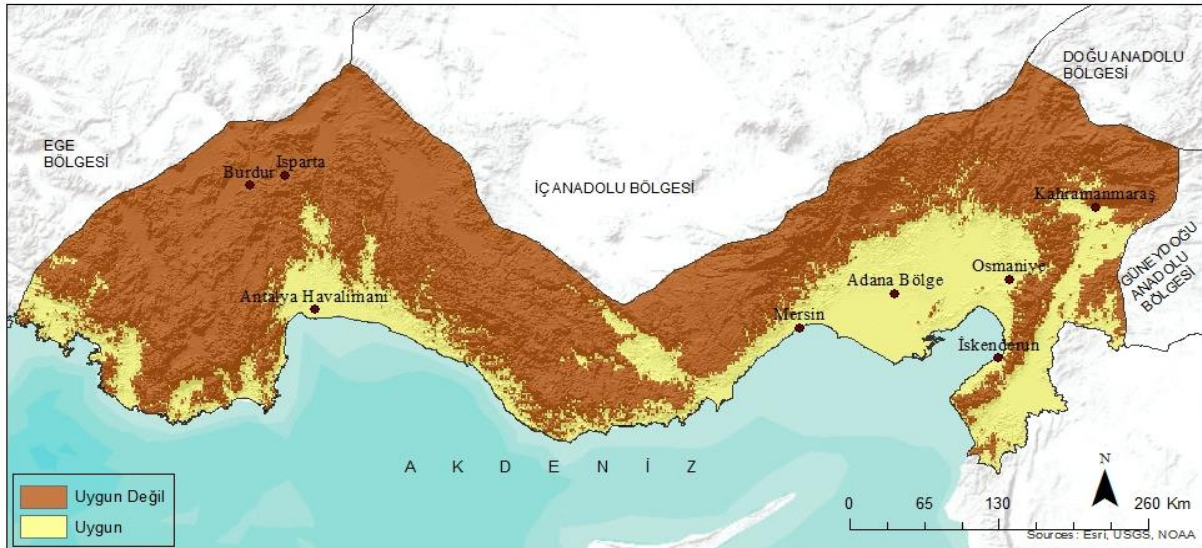 DOĞU ANADOLU
BÖLGESİ
EGE
BÖLGESİ
Isparta
Burdur
İÇ ANADOLU BÖLGESİ
Kahramanmaraş
GÜNEYDOĞU
ANADOLU
BÖLGESİ
Osmaniye
Adana Bölge
Antalya Havalimanı
Mersin
İskenderun
A K D E N İ Z
N
Uygun Değil
Uygun
0 65 130 260 Km
Sources: Esri, USGS, NOAA